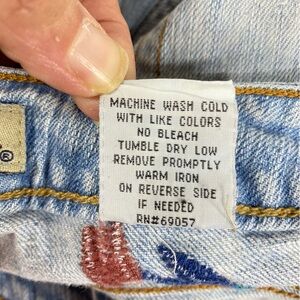 MACHINE WASH COLD
WITH LIKE COLORS
NO BLEACH
TUMBLE DRY LOW
REMOVE PROMPTLY
WARM IRON
ON REVERSE SIDE
IF NEEDED
RN#69057
®